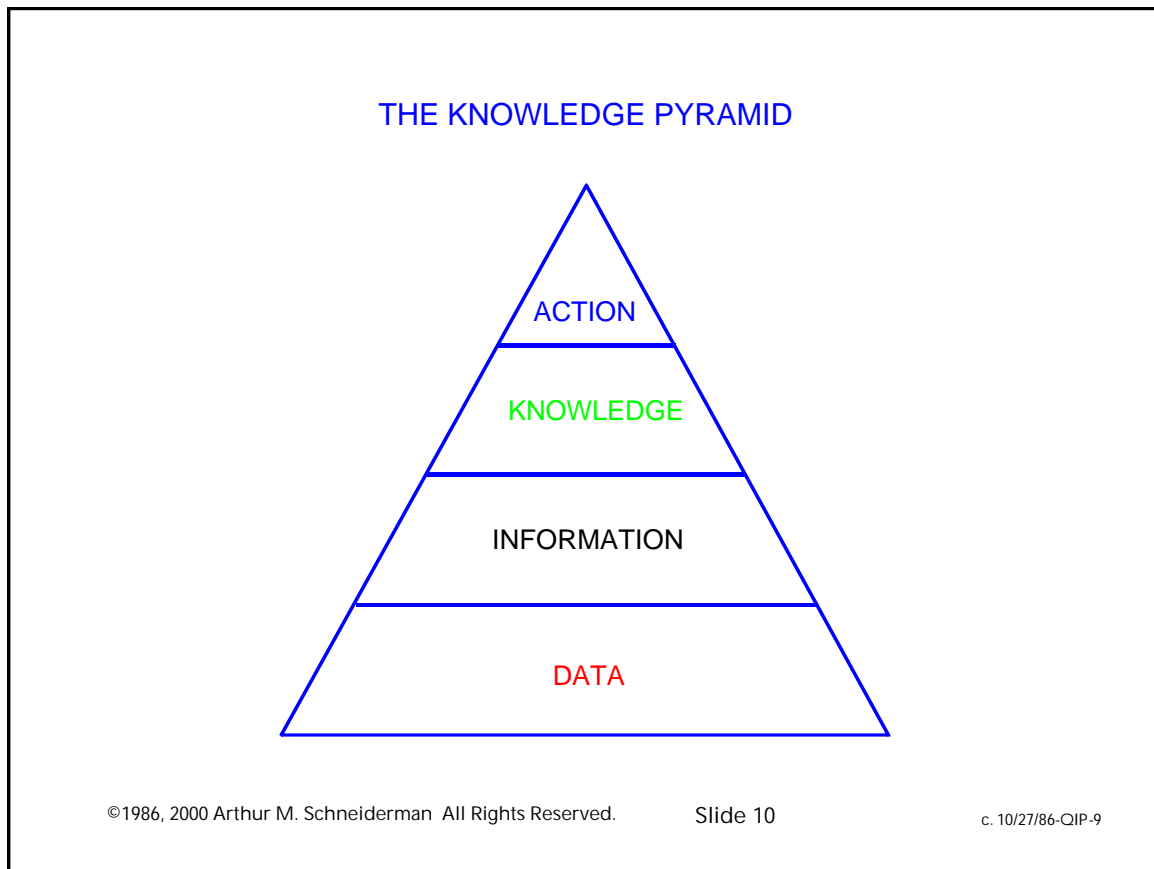 THE KNOWLEDGE PYRAMID
ACTION
KNOWLEDGE
INFORMATION
DATA
©1986, 2000 Arthur M. Schneiderman All Rights Reserved. Slide 10 c. 10/27/86-QIP-9